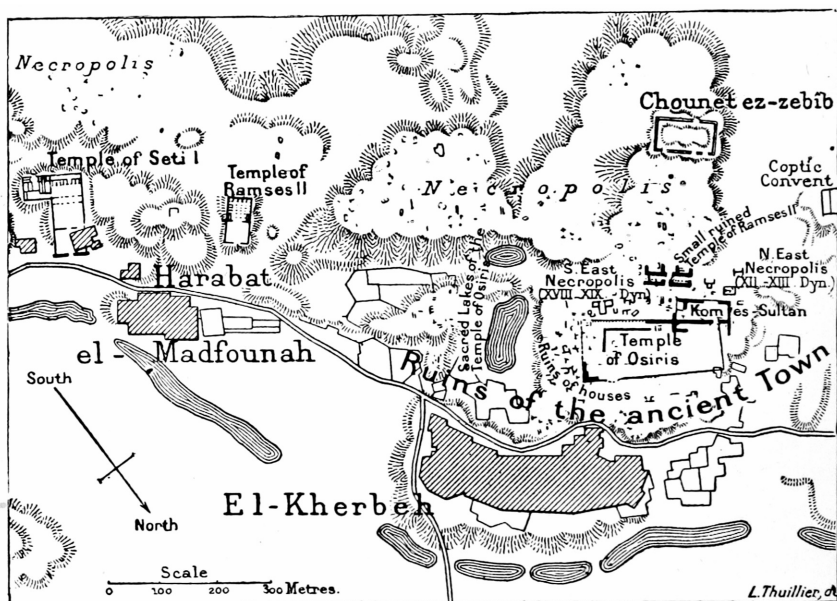 Necropolis
Chounet ez-zebîb
Temple of Seti I
Temple of
Ramses II
Necropolis
Coptic
Convent
Small ruined
Temple of Ramses II
Sacred Lakes of the
Temple of Osiris
S. East
Necropolis
(XVIII-XIX Dyn.)
N. East
Necropolis
(XII-XIII Dyn.)
Harabat
el-Madfounah
Kom es-Sultan
Temple
of Osiris
Ruins
of houses
Ruins of the ancient Town
South
North
El-Kherbeh
Scale
0 100 200 300 Metres.
L. Thuillier,